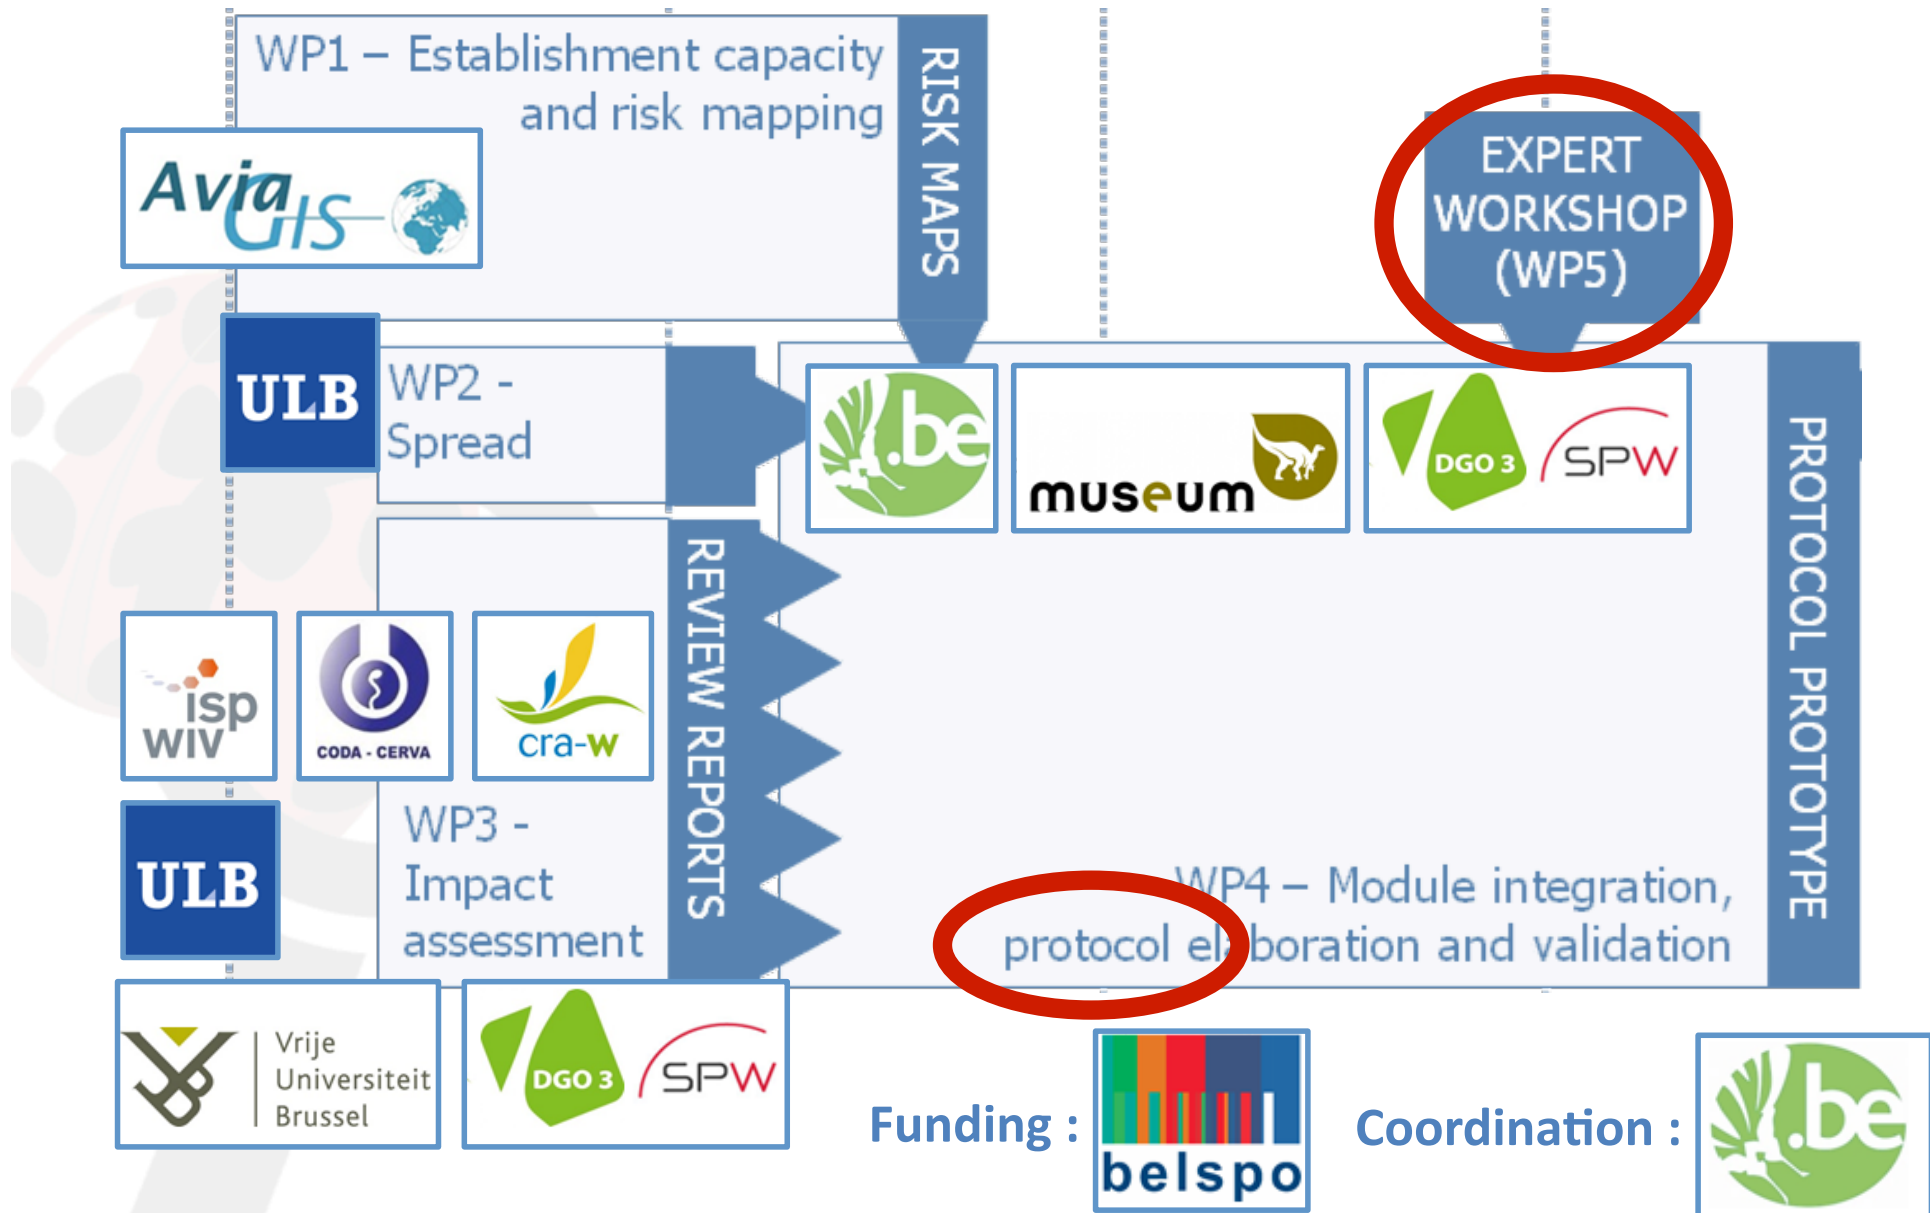 WP1 – Establishment capacity
and risk mapping
RISK MAPS
EXPERT
WORKSHOP
(WP5)
Avia
GIS
ULB
WP2 -
Spread
.be
museum
DGO 3
SPW
PROTOCOL PROTOTYPE
REVIEW REPORTS
isp
WIV
CODA - CERVA
cra-w
ULB
WP3 -
Impact
assessment
WP4 – Module integration,
protocol elaboration and validation
Vrije
Universiteit
Brussel
DGO 3
SPW
Funding :
belspo
Coordination :
.be